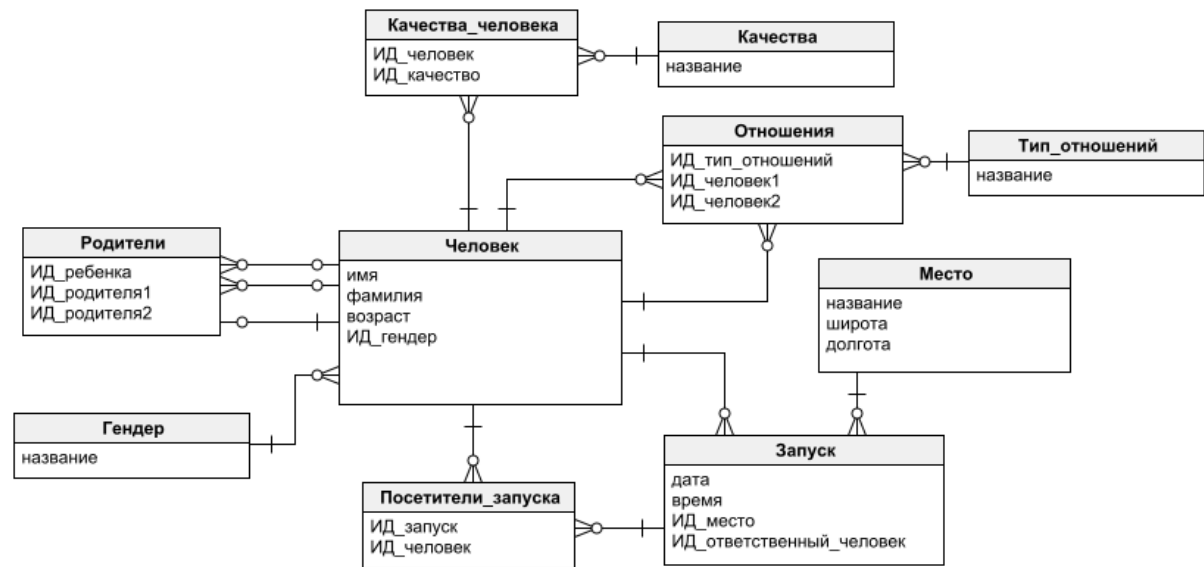 Качества_человека
ИД_человек
ИД_качество
Качества
название
Отношения
ИД_тип_отношений
ИД_человек1
ИД_человек2
Тип_отношений
название
Родители
ИД_ребенка
ИД_родителя1
ИД_родителя2
Человек
имя
фамилия
возраст
ИД_гендер
Место
название
широта
долгота
Гендер
название
Посетители_запуска
ИД_запуск
ИД_человек
Запуск
дата
время
ИД_место
ИД_ответственный_человек